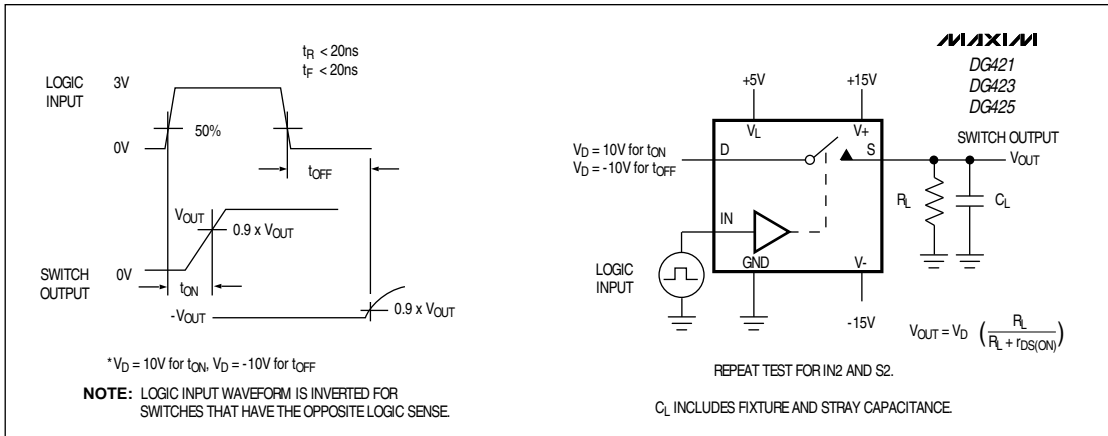 tR < 20ns
tF < 20ns
LOGIC
INPUT
3V
50%
0V
tOFF
VOUT
0.9 x VOUT
SWITCH
OUTPUT
0V
tON
-VOUT
0.9 x VOUT
*VD = 10V for tON, VD = -10V for tOFF
NOTE: LOGIC INPUT WAVEFORM IS INVERTED FOR
SWITCHES THAT HAVE THE OPPOSITE LOGIC SENSE.
MAXIM
DG421
DG423
DG425
+5V
+15V
VL
V+
SWITCH OUTPUT
VD = 10V for tON
VD = -10V for tOFF
D
S
VOUT
RL
CL
IN
LOGIC
INPUT
GND
V-
-15V
VOUT = VD (RL / RL + rDS(ON))
REPEAT TEST FOR IN2 AND S2.
CL INCLUDES FIXTURE AND STRAY CAPACITANCE.